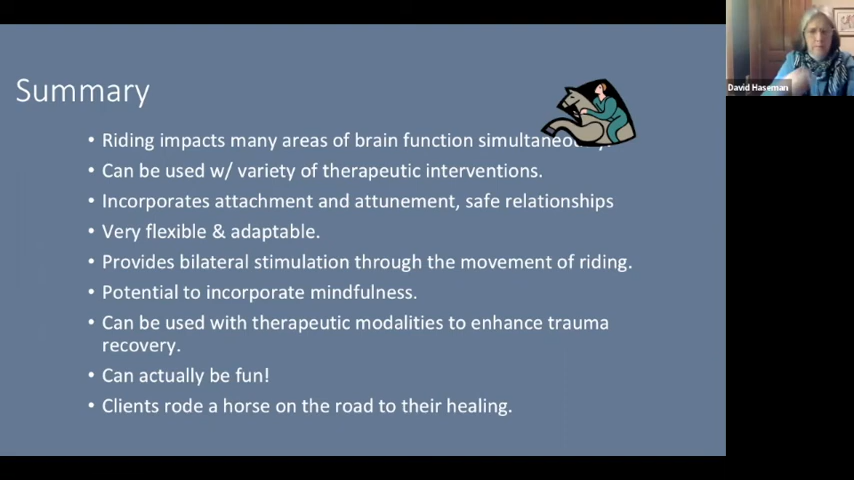 Summary
• Riding impacts many areas of brain function
• Can be used w/ variety of therapeutic interventions.
• Incorporates attachment and attunement, safe relationships
• Very flexible & adaptable.
• Provides bilateral stimulation through the movement of riding.
• Potential to incorporate mindfulness.
• Can be used with therapeutic modalities to enhance trauma
recovery.
• Can actually be fun!
• Clients rode a horse on the road to their healing.
David Haseman